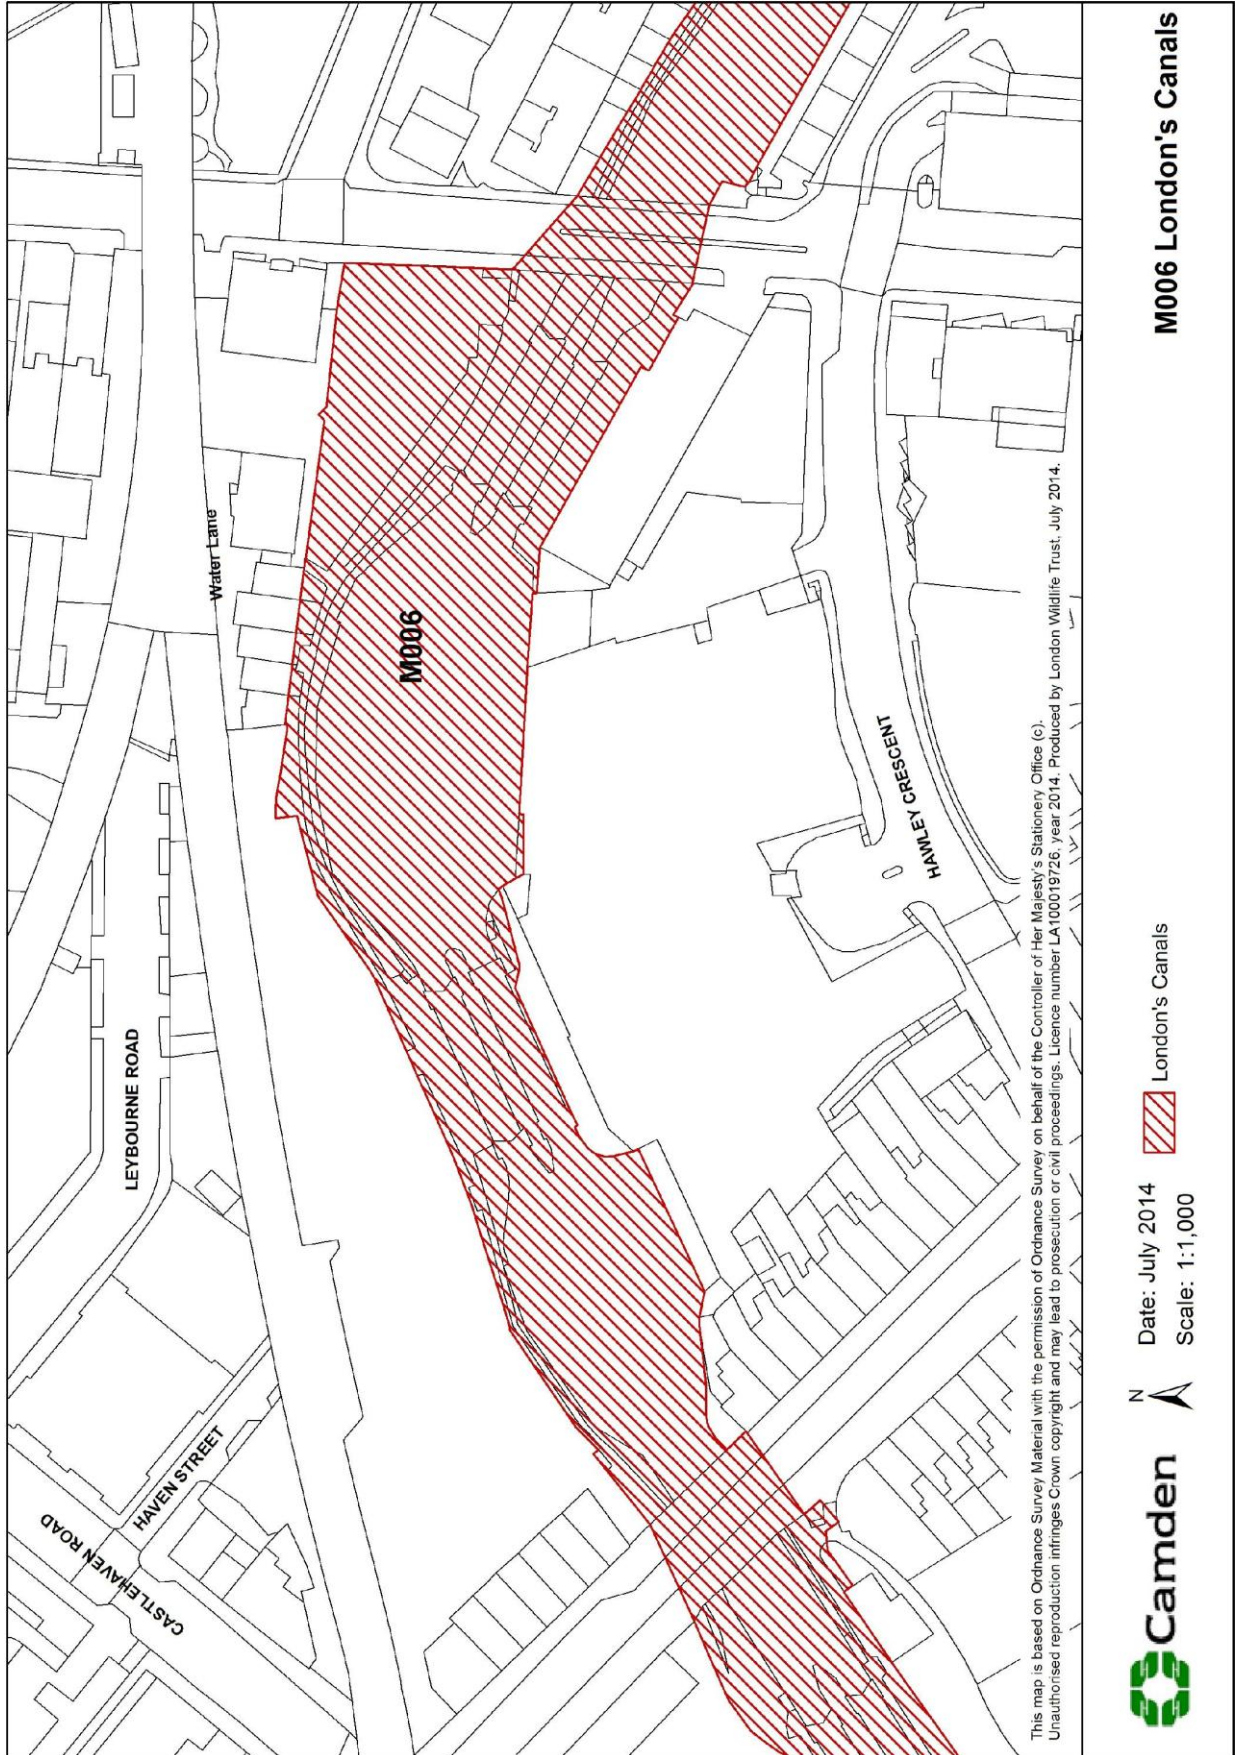 CASTLEHAVEN ROAD
HAVEN STREET
LEYBOURNE ROAD
Water Lane
M006
HAWLEY CRESCENT
This map is based on Ordnance Survey Material with the permission of Ordnance Survey on behalf of the Controller of Her Majesty's Stationery Office (c).
Unauthorised reproduction infringes Crown copyright and may lead to prosecution or civil proceedings. Licence number LA100019726, year 2014. Produced by London Wildlife Trust, July 2014.
Camden
N
Date: July 2014
Scale: 1:1,000
London's Canals
M006 London's Canals